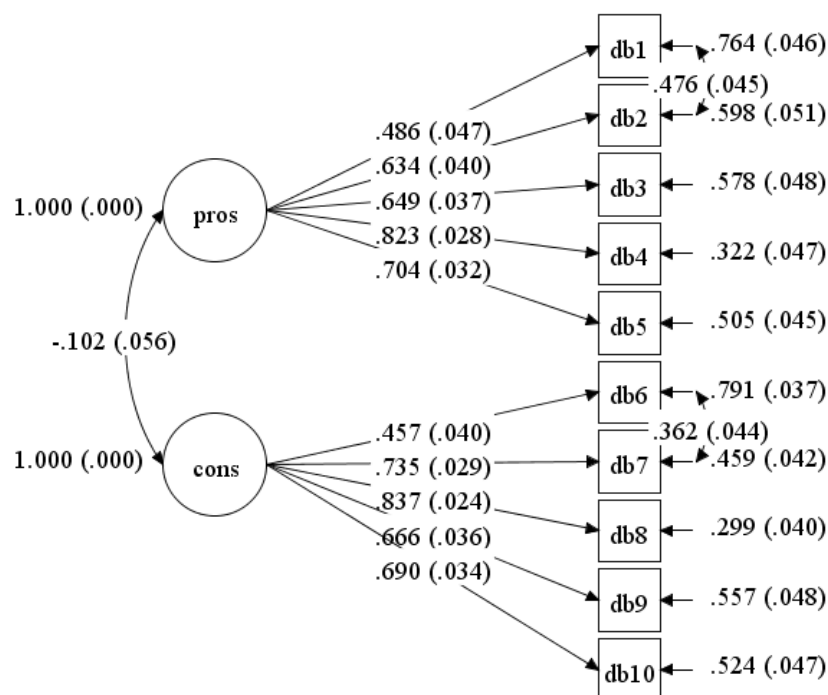 db1
.764 (.046)
.476 (.045)
db2
.598 (.051)
.486 (.047)
.634 (.040)
.649 (.037)
.823 (.028)
.704 (.032)
db3
.578 (.048)
1.000 (.000)
pros
db4
.322 (.047)
db5
.505 (.045)
-.102 (.056)
db6
.791 (.037)
.362 (.044)
db7
.459 (.042)
1.000 (.000)
cons
.457 (.040)
.735 (.029)
.837 (.024)
.666 (.036)
.690 (.034)
db8
.299 (.040)
db9
.557 (.048)
db10
.524 (.047)